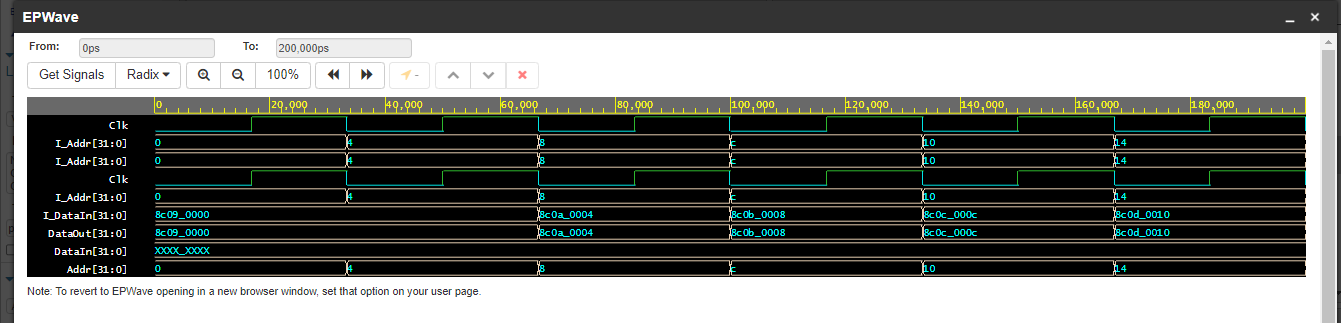 EPWave
From: 0ps To: 200,000ps
Get Signals Radix 100% -
0 20,000 40,000 60,000 80,000 100,000 120,000 140,000 160,000 180,000
Clk
I_Addr[31:0] 0 4 8 c 10 14
I_Addr[31:0] 0 4 8 c 10 14
Clk
I_Addr[31:0] 0 4 8 c 10 14
I_DataIn[31:0] 8c09_0000 8c0a_0004 8c0b_0008 8c0c_000c 8c0d_0010
DataOut[31:0] 8c09_0000 8c0a_0004 8c0b_0008 8c0c_000c 8c0d_0010
DataIn[31:0] XXXX_XXXX
Addr[31:0] 0 4 8 c 10 14
Note: To revert to EPWave opening in a new browser window, set that option on your user page.